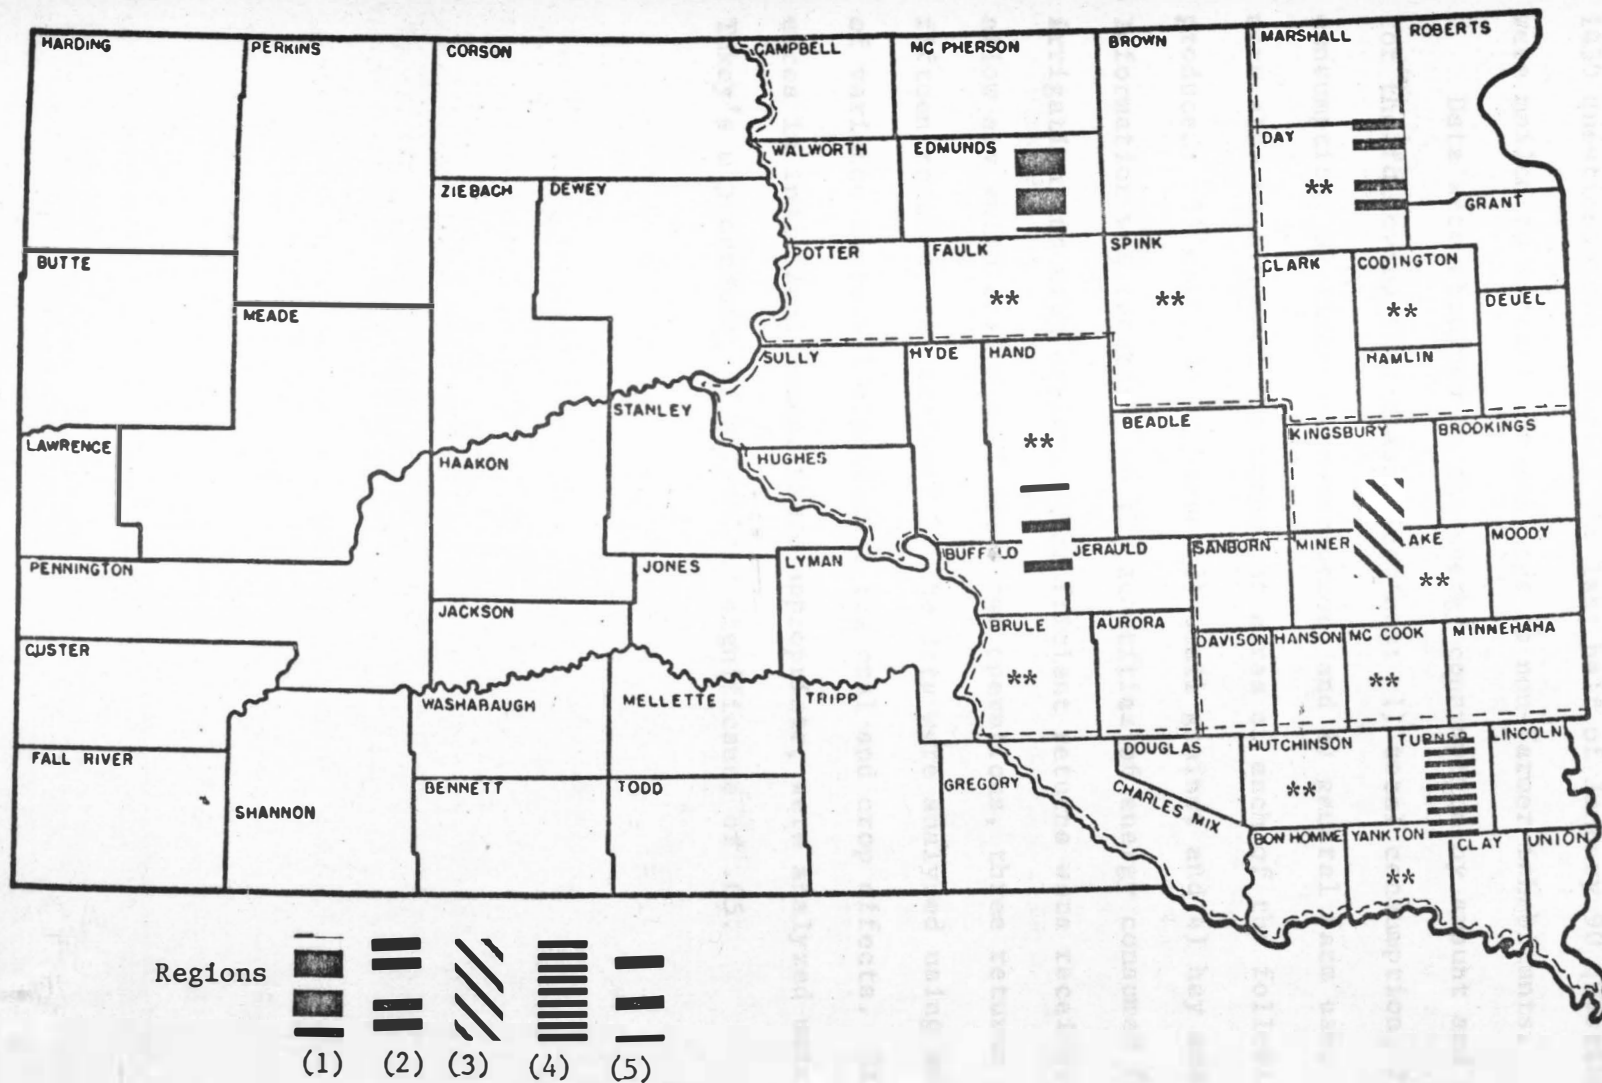 HARDING
PERKINS
CORSON
CAMPBELL
MC PHERSON
BROWN
MARSHALL
ROBERTS
WALWORTH
EDMUNDS
DAY
**
ZIEBACH
DEWEY
GRANT
BUTTE
POTTER
FAULK
SPINK
CLARK
CODINGTON
**
**
**
DEUEL
MEADE
SULLY
HYDE
HAND
HAMLIN
STANLEY
BEADLE
KINGSBURY
BROOKINGS
LAWRENCE
HAAKON
HUGHES
**
PENNINGTON
JONES
LYMAN
BUFFLO
JERAULD
SANBORN
MINER
AKE
MOODY
**
JACKSON
CUSTER
BRULE
AURORA
DAVISON
HANSON
MC COOK
MINNEHAHA
**
**
WASHABAUGH
MELLETTE
TRIPP
FALL RIVER
SHANNON
BENNETT
TODD
GREGORY
DOUGLAS
CHARLES MIX
HUTCHINSON
TURNER
LINCOLN
**
BON HOMME
YANKTON
CLAY
UNION
**
Regions
(1)
(2)
(3)
(4)
(5)